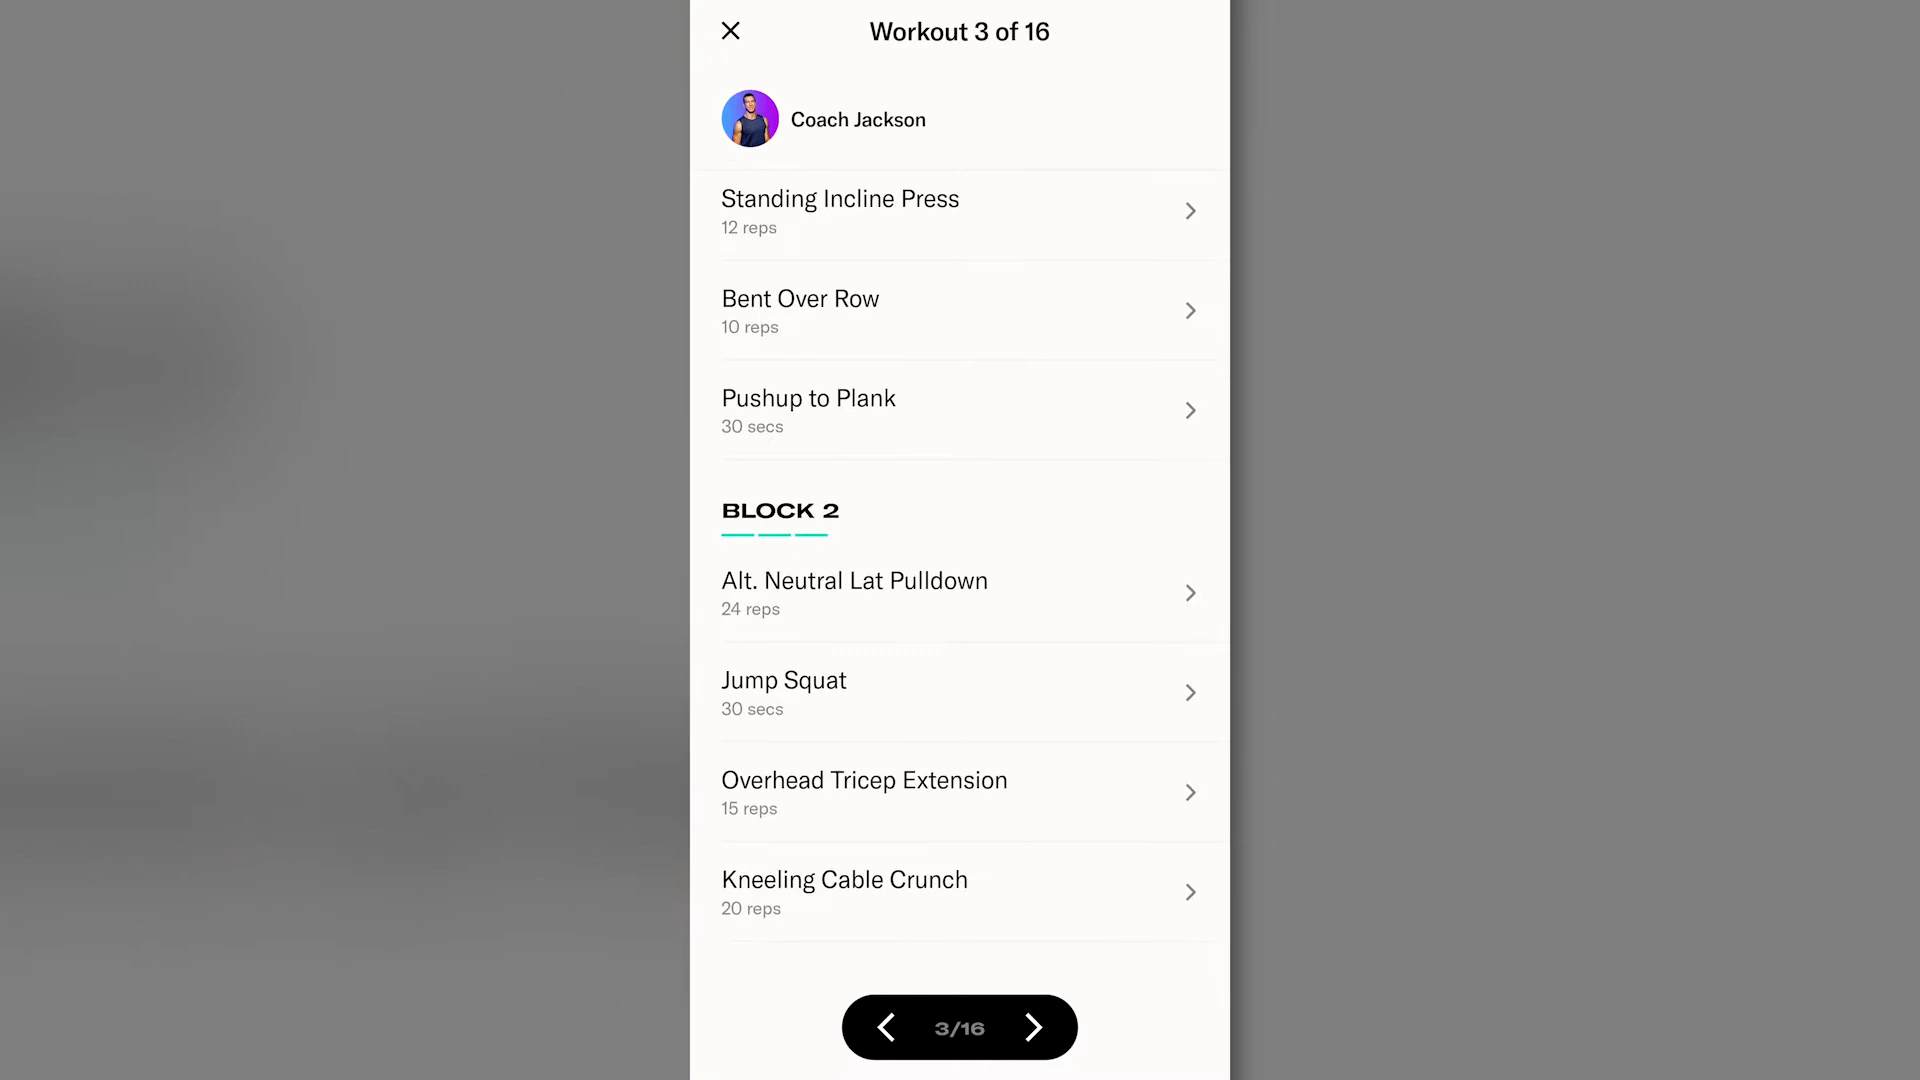 Workout 3 of 16
Coach Jackson
Standing Incline Press
12 reps
Bent Over Row
10 reps
Pushup to Plank
30 secs
BLOCK 2
Alt. Neutral Lat Pulldown
24 reps
Jump Squat
30 secs
Overhead Tricep Extension
15 reps
Kneeling Cable Crunch
20 reps
3/16